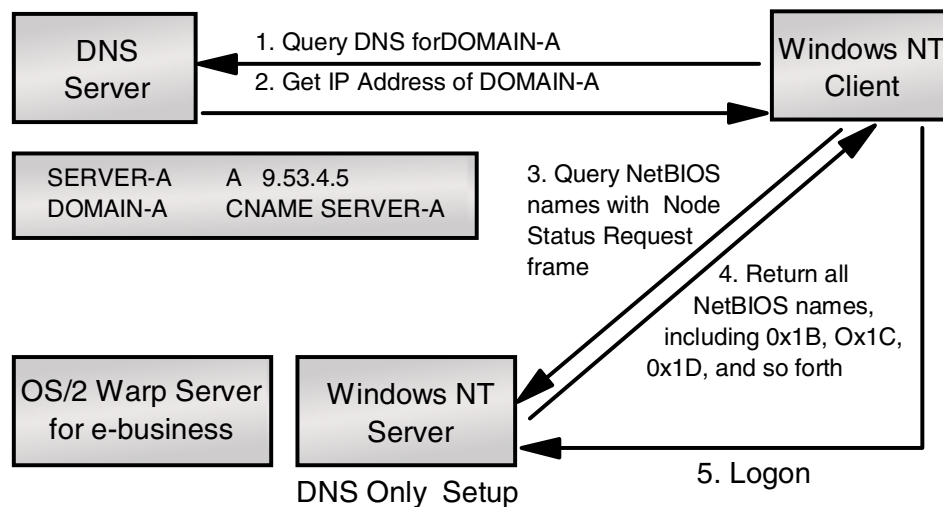 DNS
Server
1. Query DNS forDOMAIN-A
2. Get IP Address of DOMAIN-A
Windows NT
Client
SERVER-A A 9.53.4.5
DOMAIN-A CNAME SERVER-A
3. Query NetBIOS
names with Node
Status Request
frame
4. Return all
NetBIOS names,
including 0x1B, Ox1C,
0x1D, and so forth
OS/2 Warp Server
for e-business
Windows NT
Server
5. Logon
DNS Only Setup